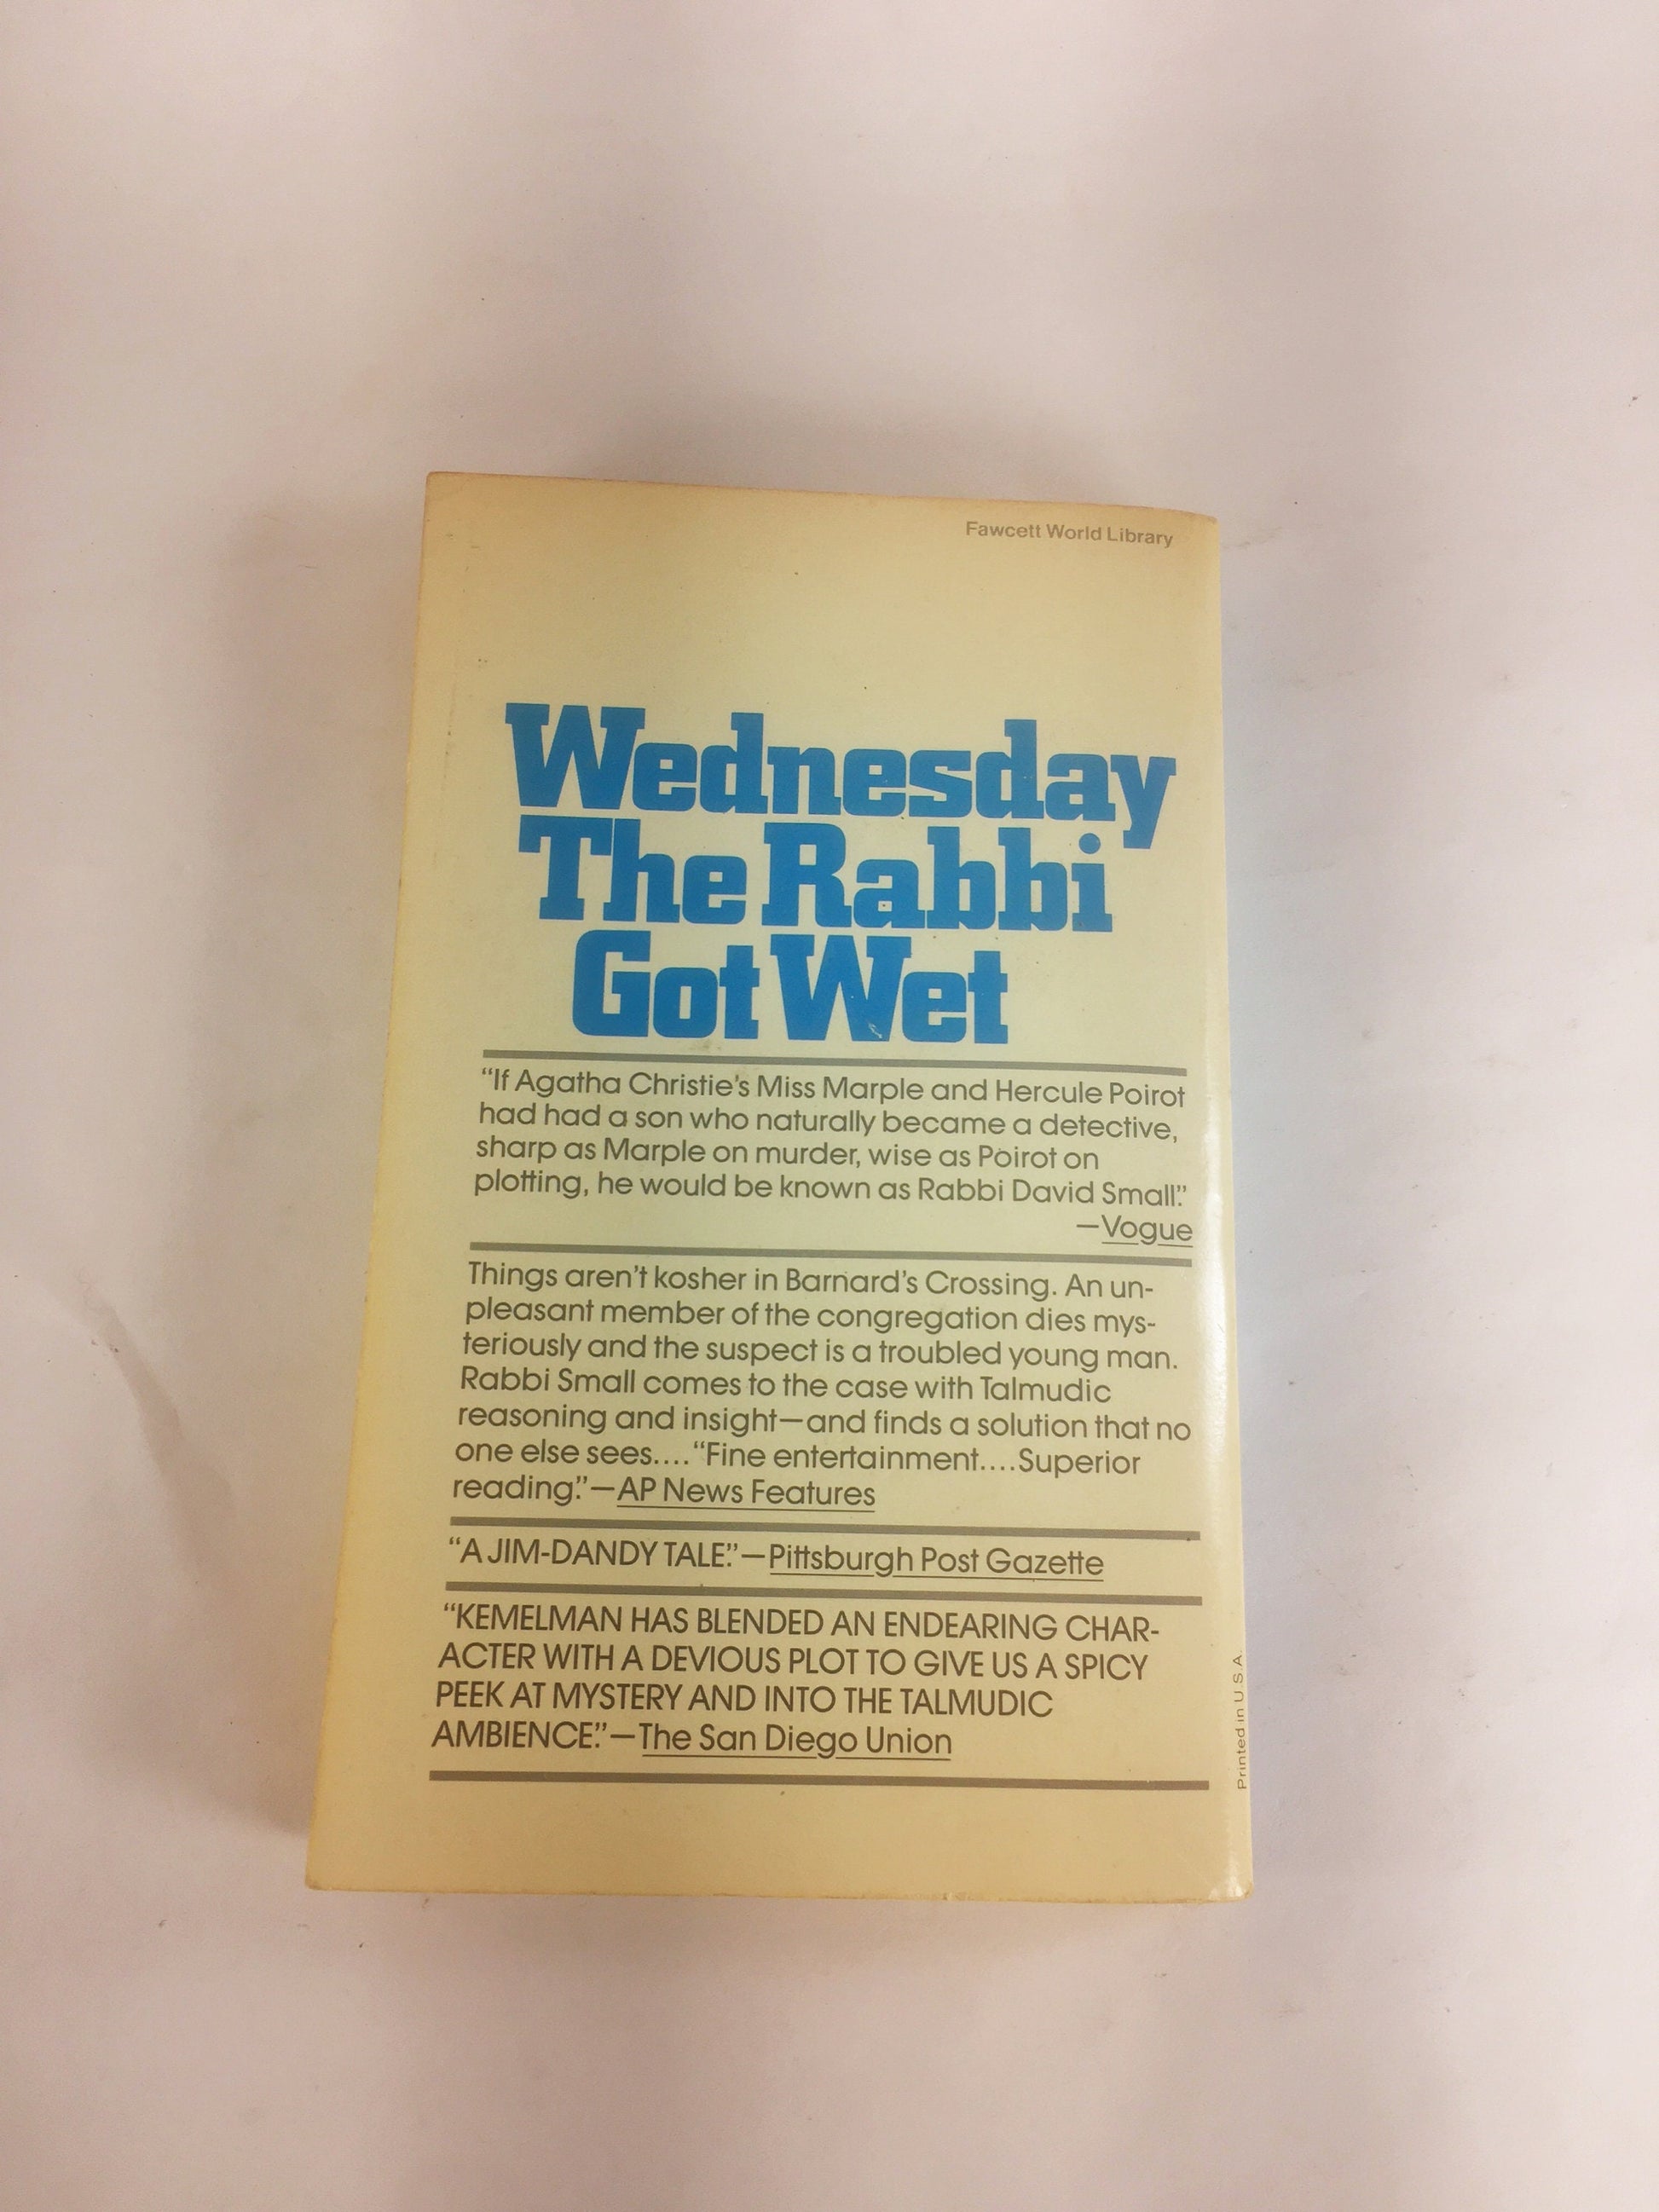 Fawcett World Library
Wednesday
The Rabbi
Got Wet
“If Agatha Christie’s Miss Marple and Hercule Poirot
had had a son who naturally became a detective,
sharp as Marple on murder, wise as Poirot on
plotting, he would be known as Rabbi David Small.”
—Vogue
Things aren’t kosher in Barnard’s Crossing. An un-
pleasant member of the congregation dies mys-
teriously and the suspect is a troubled young man.
Rabbi Small comes to the case with Talmudic
reasoning and insight—and finds a solution that no
one else sees.... “Fine entertainment....Superior
reading.”—AP News Features
“A JIM-DANDY TALE.”—Pittsburgh Post Gazette
“KEMELMAN HAS BLENDED AN ENDEARING CHAR-
ACTER WITH A DEVIOUS PLOT TO GIVE US A SPICY
PEEK AT MYSTERY AND INTO THE TALMUDIC
AMBIENCE.”—The San Diego Union
Printed in U.S.A.